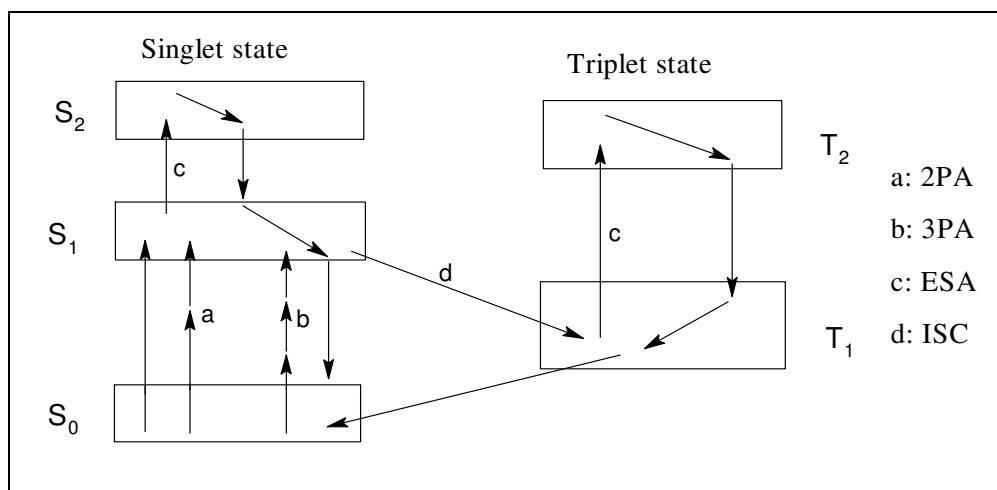 Singlet state
Triplet state
S2
T2
c
a: 2PA
S1
c
b: 3PA
d
c: ESA
a
b
T1
d: ISC
S0